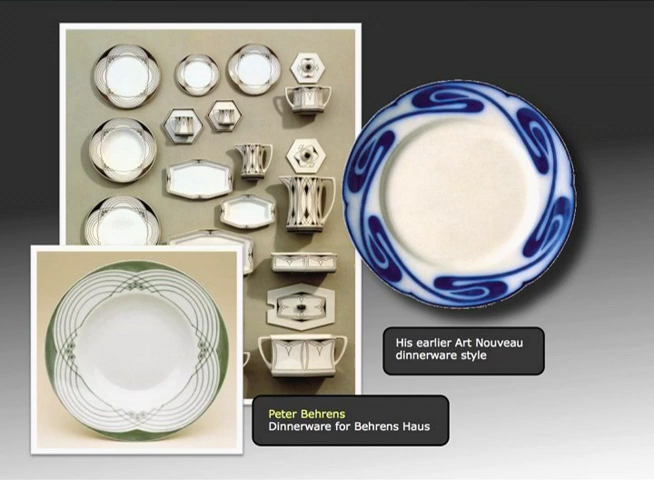 His earlier Art Nouveau
dinnerware style
Peter Behrens
Dinnerware for Behrens Haus